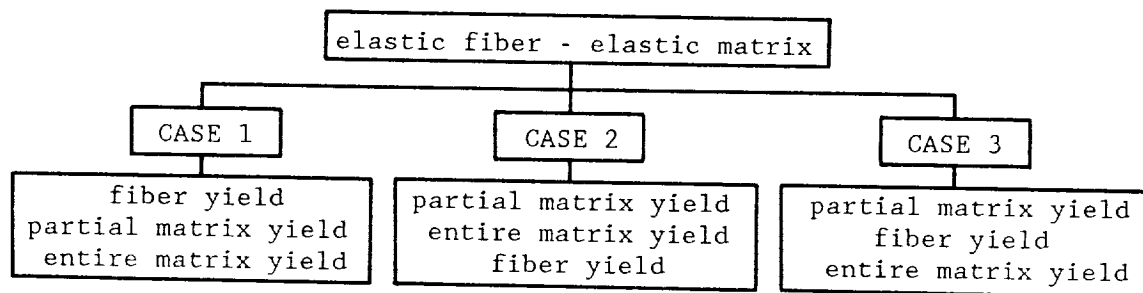 elastic fiber - elastic matrix
CASE 1
CASE 2
CASE 3
fiber yield
partial matrix yield
entire matrix yield
partial matrix yield
entire matrix yield
fiber yield
partial matrix yield
fiber yield
entire matrix yield